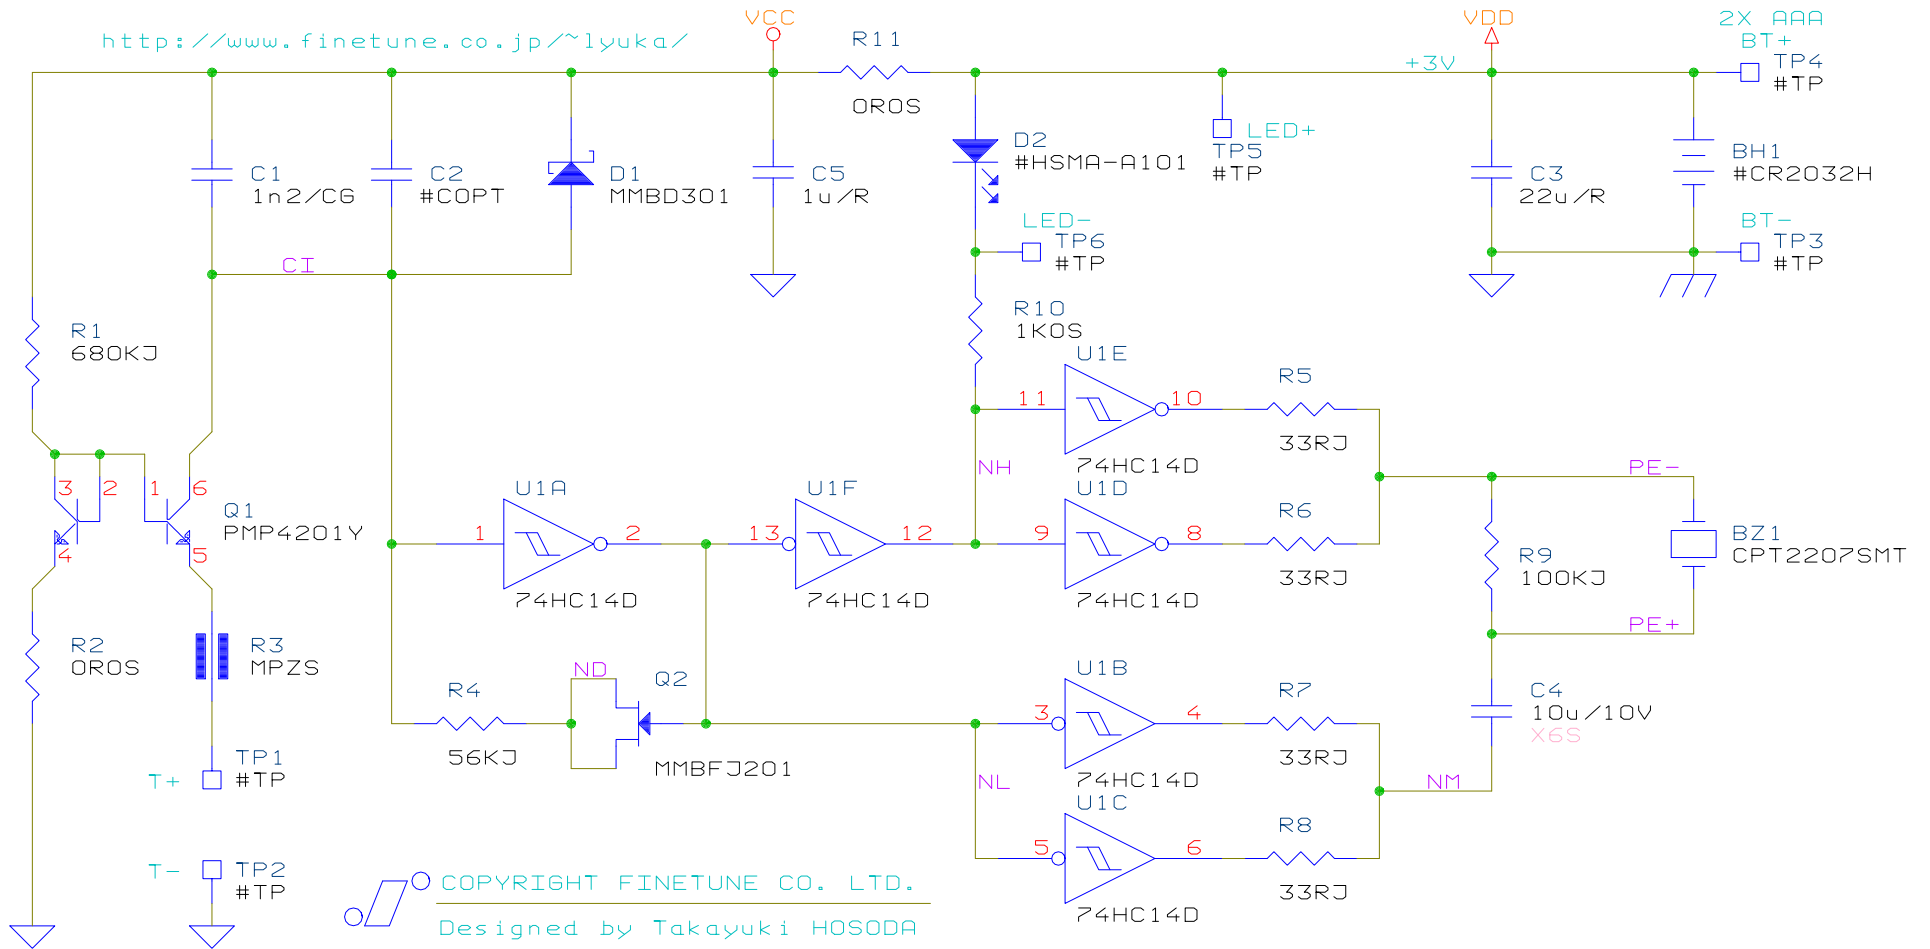 http://www.finetune.co.jp/~lyuka/
VCC
R11
0R0S
VDD
+3V
2X AAA
BT+
TP4
#TP
C1
1n2/CG
C2
#COPT
D1
MMBD301
C5
1u/R
D2
#HSMA-A101
LED+
TP5
#TP
C3
22u/R
BH1
#CR2032H
LED-
TP6
#TP
BT-
TP3
#TP
CI
R1
680KJ
R10
1K0S
U1E
11
10
74HC14D
R5
33RJ
NH
PE-
3
2
1
6
4
5
Q1
PMP4201Y
U1A
1
2
74HC14D
U1F
13
12
74HC14D
U1D
9
8
74HC14D
R6
33RJ
R9
100KJ
BZ1
CPT2207SMT
PE+
R2
0R0S
R3
MPZS
R4
56KJ
ND
Q2
MMBFJ201
U1B
3
4
74HC14D
R7
33RJ
C4
10u/10V
X6S
NL
NM
T+
TP1
#TP
U1C
5
6
74HC14D
R8
33RJ
T-
TP2
#TP
COPYRIGHT FINETUNE CO. LTD.
Designed by Takayuki HOSODA